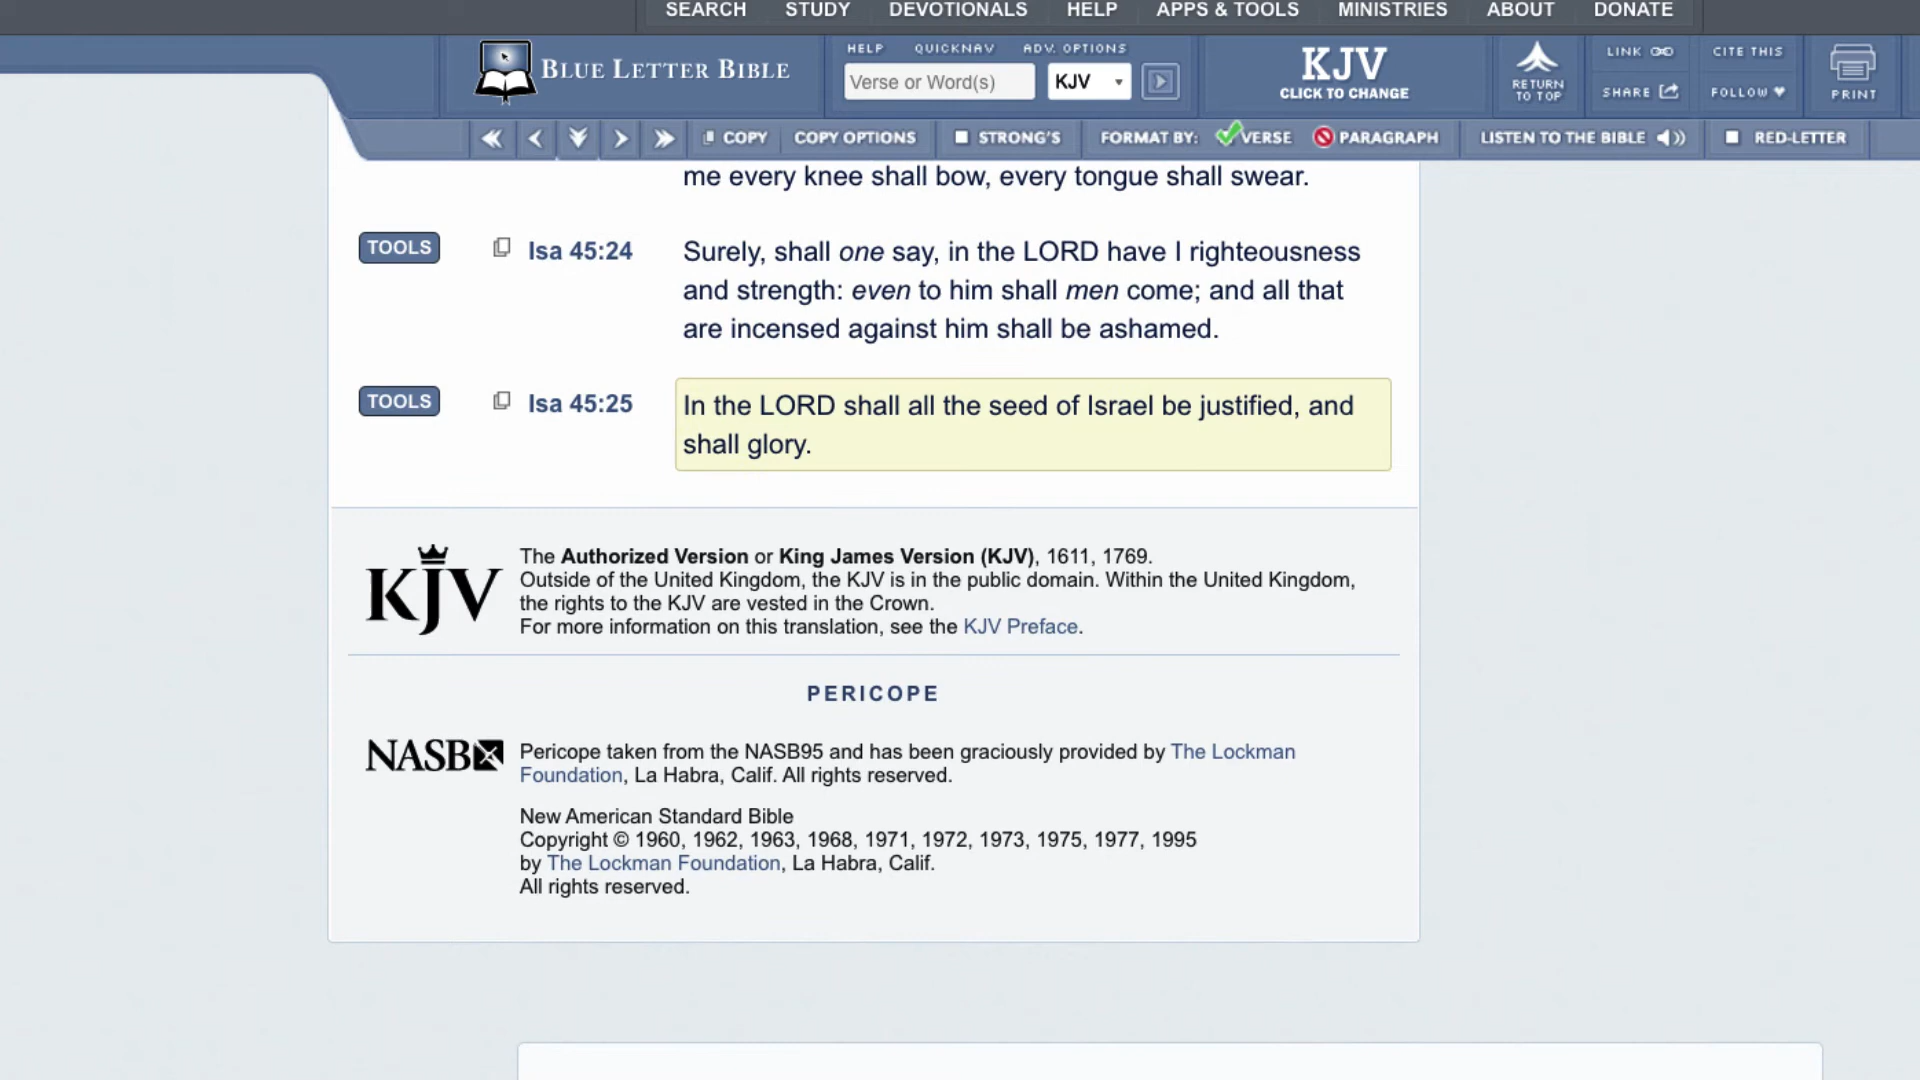 SEARCH STUDY DEVOTIONALS HELP APPS & TOOLS MINISTRIES ABOUT DONATE
BLUE LETTER BIBLE
HELP QUICKNAV ADV. OPTIONS
Verse or Word(s) KJV
KJV
CLICK TO CHANGE
RETURN
TO TOP
LINK
SHARE
CITE THIS
FOLLOW
PRINT
COPY COPY OPTIONS STRONG'S FORMAT BY: VERSE PARAGRAPH LISTEN TO THE BIBLE RED-LETTER
me every knee shall bow, every tongue shall swear.
TOOLS Isa 45:24 Surely, shall one say, in the LORD have I righteousness
and strength: even to him shall men come; and all that
are incensed against him shall be ashamed.
TOOLS Isa 45:25 In the LORD shall all the seed of Israel be justified, and
shall glory.
KJV
The Authorized Version or King James Version (KJV), 1611, 1769.
Outside of the United Kingdom, the KJV is in the public domain. Within the United Kingdom,
the rights to the KJV are vested in the Crown.
For more information on this translation, see the KJV Preface.
PERICOPE
NASB
Pericope taken from the NASB95 and has been graciously provided by The Lockman
Foundation, La Habra, Calif. All rights reserved.
New American Standard Bible
Copyright © 1960, 1962, 1963, 1968, 1971, 1972, 1973, 1975, 1977, 1995
by The Lockman Foundation, La Habra, Calif.
All rights reserved.